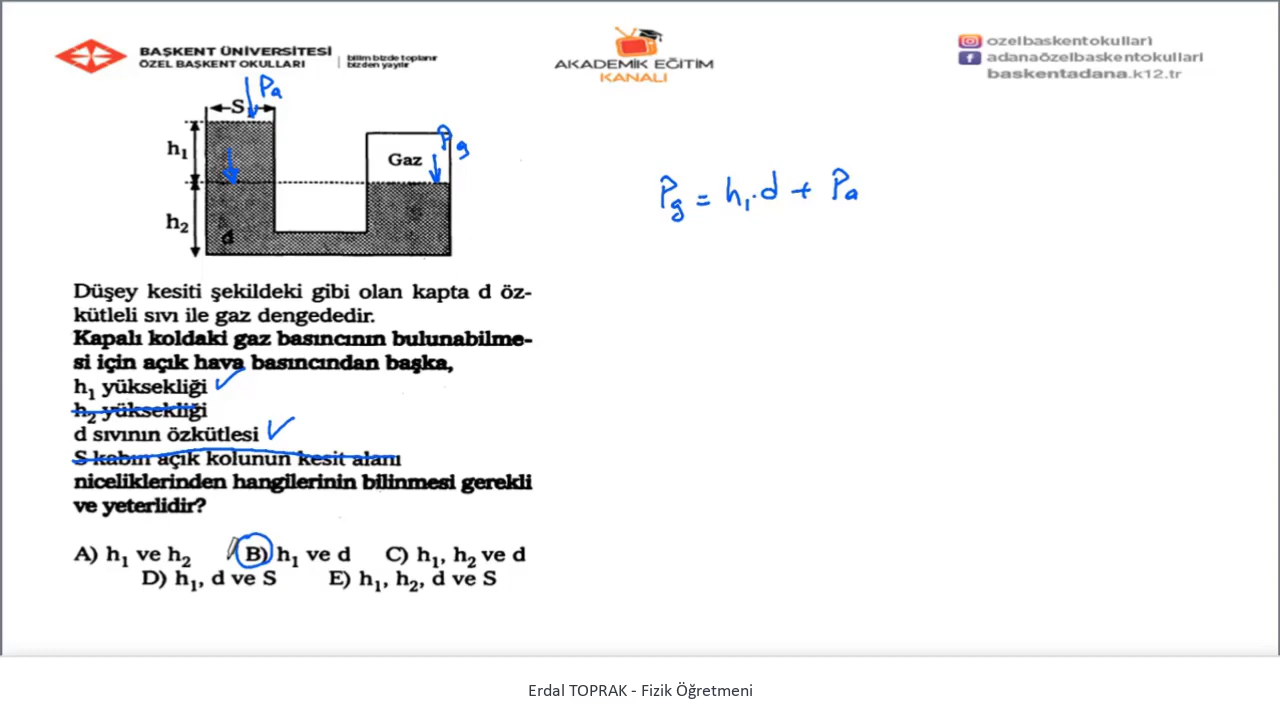 BAŞKENT ÜNİVERSİTESİ
ÖZEL BAŞKENT OKULLARI
bilim bizde toplanır
bizden yayılır
AKADEMİK EĞİTİM
KANALI
ozelbaskentokullari
adanaözelbaskentokullari
baskentadana.k12.tr
Pa
S
h1
Gaz
Pg
h2
d
Pg = h1.d + Pa
Düşey kesiti şekildeki gibi olan kapta d öz-
kütleli sıvı ile gaz dengededir.
Kapalı koldaki gaz basıncının bulunabilme-
si için açık hava basıncından başka,
h1 yüksekliği
h2 yüksekliği
d sıvının özkütlesi
S kabın açık kolunun kesit alanı
niceliklerinden hangilerinin bilinmesi gerekli
ve yeterlidir?
A) h1 ve h2 B) h1 ve d C) h1, h2 ve d
D) h1, d ve S E) h1, h2, d ve S
Erdal TOPRAK - Fizik Öğretmeni